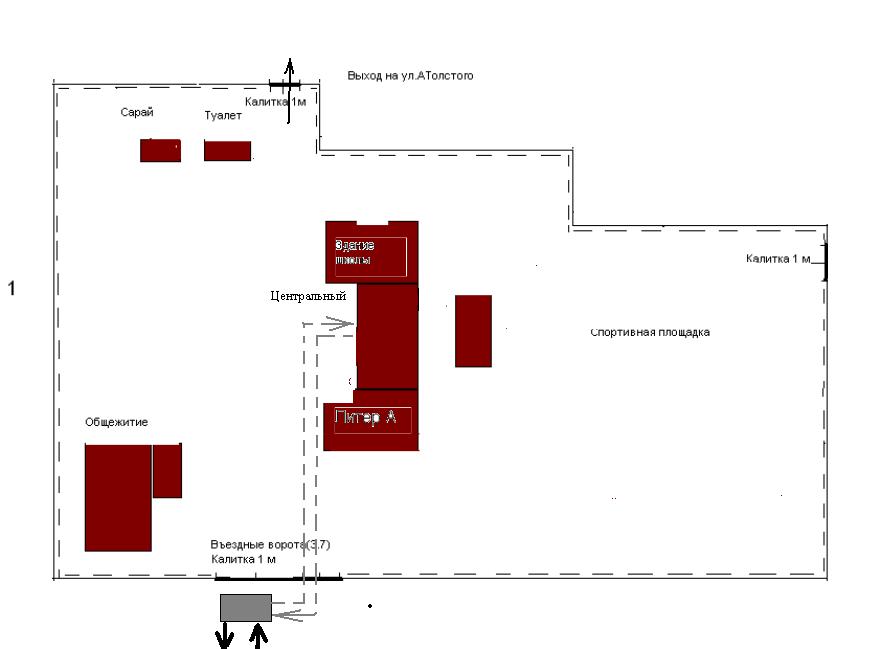 Выход на ул.АТолстого
Калитка 1м
Сарай
Туалет
Здание
школы
Калитка 1 м
1
Центральный
Спортивная площадка
Питер А
Общежитие
Въездные ворота(3,7)
Калитка 1 м